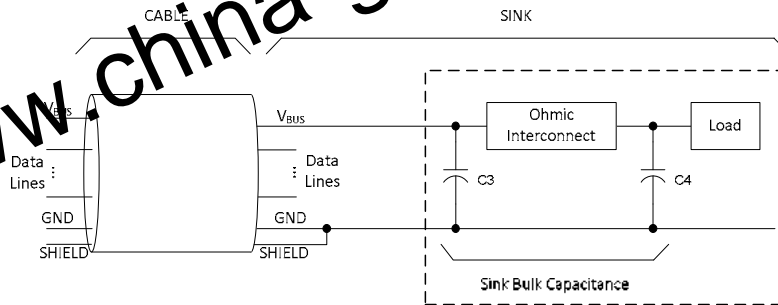 CABLE
SINK
www.china-
VBUS
VBUS
Ohmic
Interconnect
Load
Data
Lines
Data
Lines
C3
C4
GND
GND
SHIELD
SHIELD
Sink Bulk Capacitance